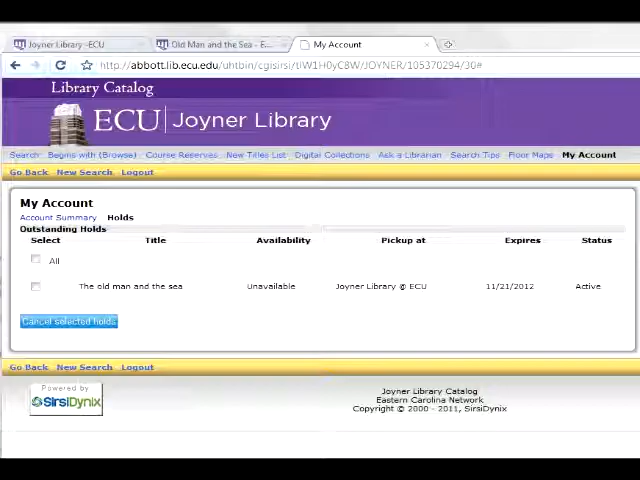 Joyner Library -ECU
Old Man and the Sea - E...
My Account
http://abbott.lib.ecu.edu/uhtbin/cgisirsi/tIW1H0yC8W/JOYNER/105370294/30#
Library Catalog
ECU Joyner Library
Search Begins with (Browse) Course Reserves New Titles List Digital Collections Ask a Librarian Search Tips Floor Maps My Account
Go Back New Search Logout
My Account
Account Summary Holds
Outstanding Holds
Select Title Availability Pickup at Expires Status
All
The old man and the sea Unavailable Joyner Library @ ECU 11/21/2012 Active
Cancel selected holds
Go Back New Search Logout
Powered by
SirsiDynix
Joyner Library Catalog
Eastern Carolina Network
Copyright © 2000 - 2011, SirsiDynix